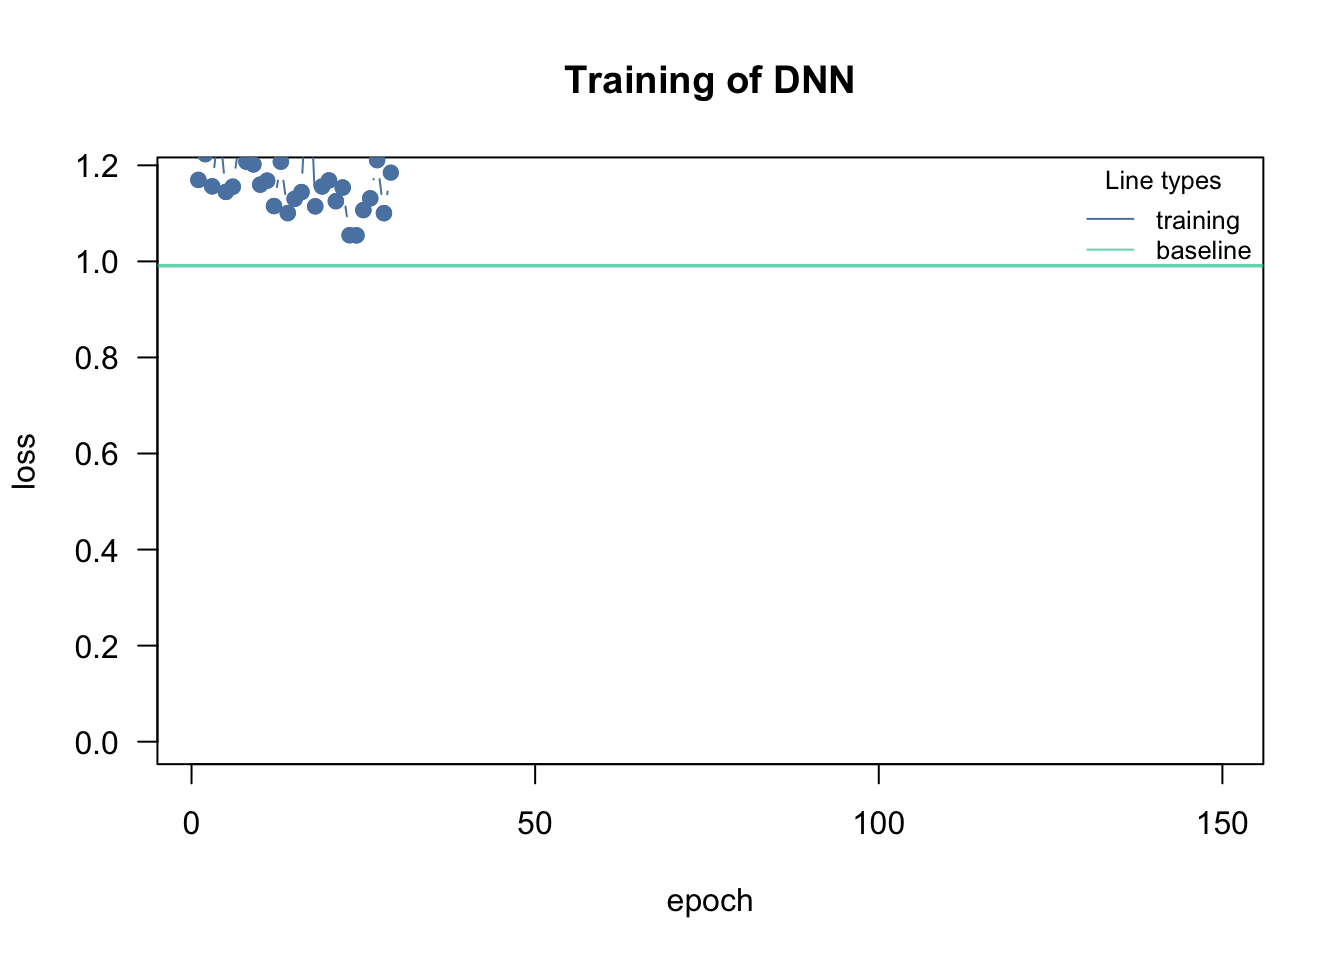 Training of DNN
1.2
1.0
0.8
0.6
0.4
0.2
0.0
loss
Line types
training
baseline
0 50 100 150
epoch